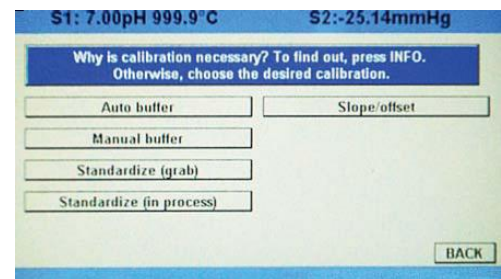 S1: 7.00pH 999.9°C S2:-25.14mmHg
Why is calibration necessary? To find out, press INFO.
Otherwise, choose the desired calibration.
Auto buffer Slope/offset
Manual buffer
Standardize (grab)
Standardize (in process)
BACK